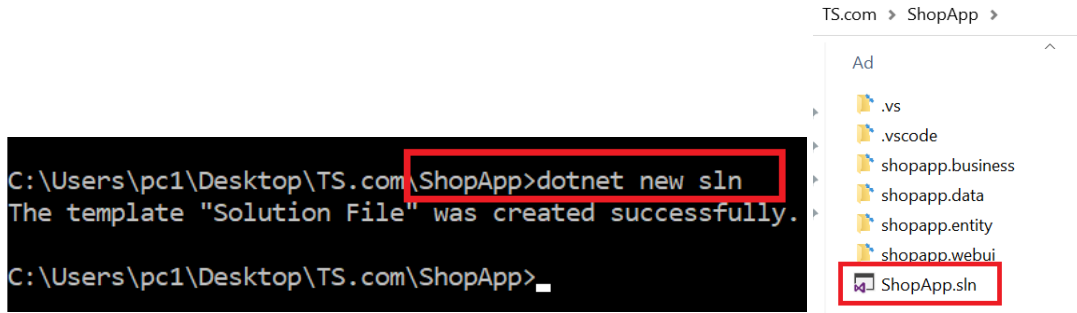 C:\Users\pc1\Desktop\TS.com\ShopApp>dotnet new sln
The template "Solution File" was created successfully.
C:\Users\pc1\Desktop\TS.com\ShopApp>
TS.com > ShopApp >
Ad
.vs
.vscode
shopapp.business
shopapp.data
shopapp.entity
shopapp.webui
ShopApp.sln